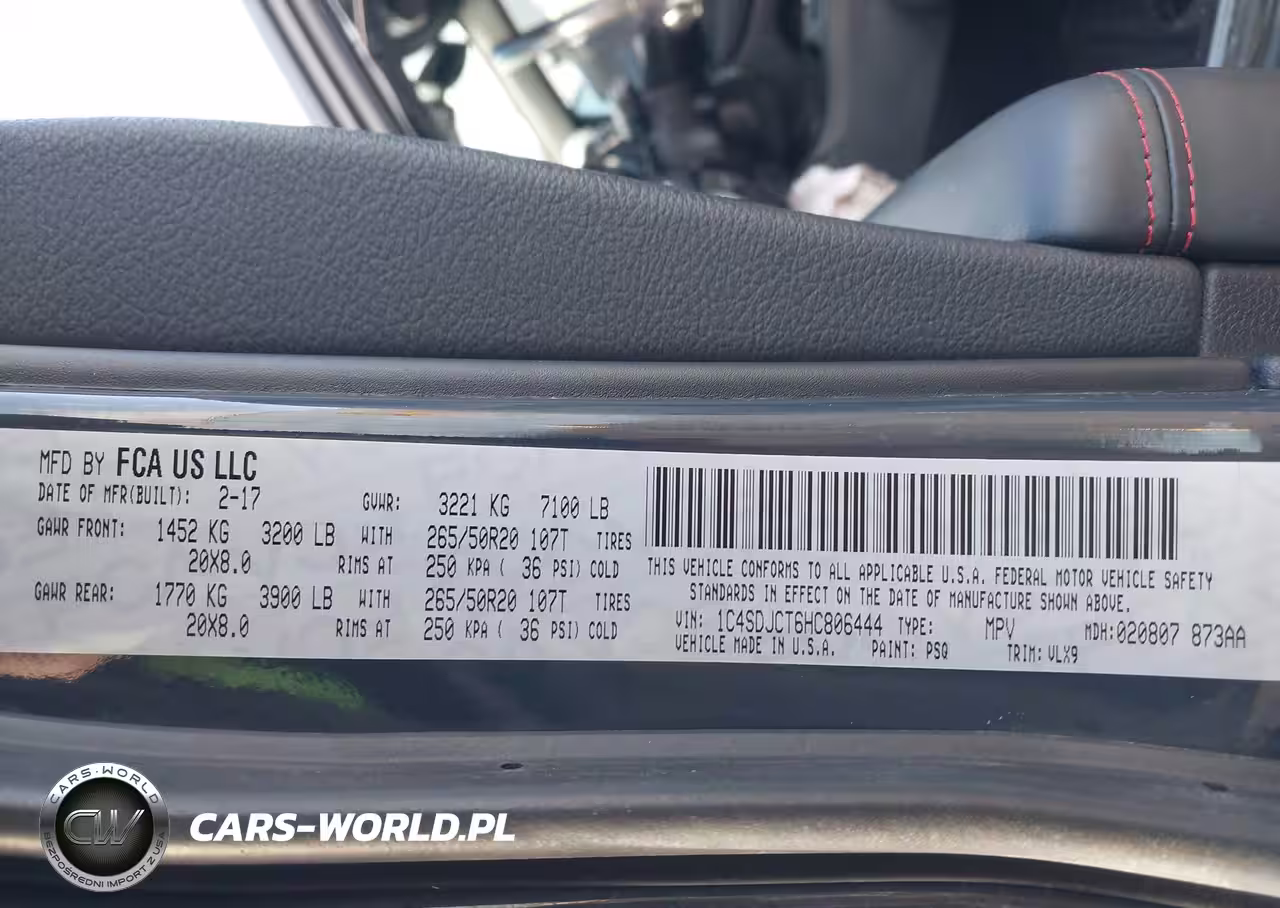 MFD BY FCA US LLC
DATE OF MFR(BUILT): 2-17 GVWR: 3221 KG 7100 LB
GAWR FRONT: 1452 KG 3200 LB WITH 265/50R20 107T TIRES
20X8.0 RIMS AT 250 KPA ( 36 PSI) COLD
GAWR REAR: 1770 KG 3900 LB WITH 265/50R20 107T TIRES
20X8.0 RIMS AT 250 KPA ( 36 PSI) COLD
THIS VEHICLE CONFORMS TO ALL APPLICABLE U.S.A. FEDERAL MOTOR VEHICLE SAFETY
STANDARDS IN EFFECT ON THE DATE OF MANUFACTURE SHOWN ABOVE.
VIN: 1C4SDJCT6HC806444 TYPE: MPV MDH:020807 873AA
VEHICLE MADE IN U.S.A. PAINT: PSQ TRIM: VLX9
CARS-WORLD
CW
BEZPOŚREDNI IMPORT Z USA
CARS-WORLD.PL